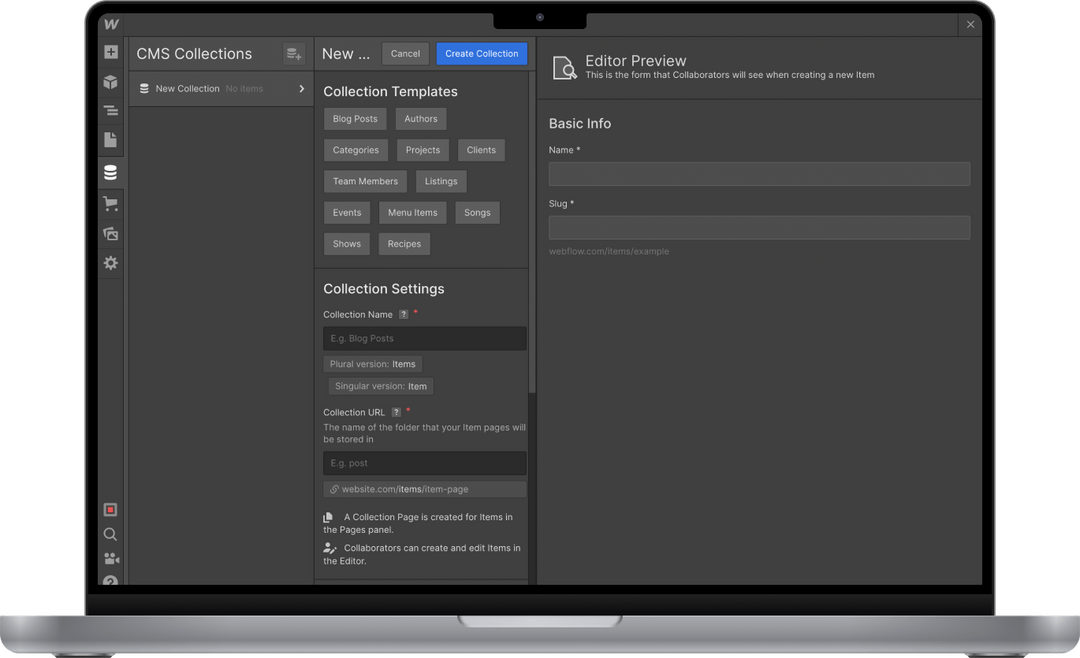 W
CMS Collections
New Collection No items
New ...
Cancel
Create Collection
Collection Templates
Blog Posts
Authors
Categories
Projects
Clients
Team Members
Listings
Events
Menu Items
Songs
Shows
Recipes
Collection Settings
Collection Name ? *
E.g. Blog Posts
Plural version: Items
Singular version: Item
Collection URL ? *
The name of the folder that your Item pages will
be stored in
E.g. post
website.com/items/item-page
A Collection Page is created for Items in
the Pages panel.
Collaborators can create and edit Items in
the Editor.
Editor Preview
This is the form that Collaborators will see when creating a new Item
Basic Info
Name *
Slug *
webflow.com/items/example
?